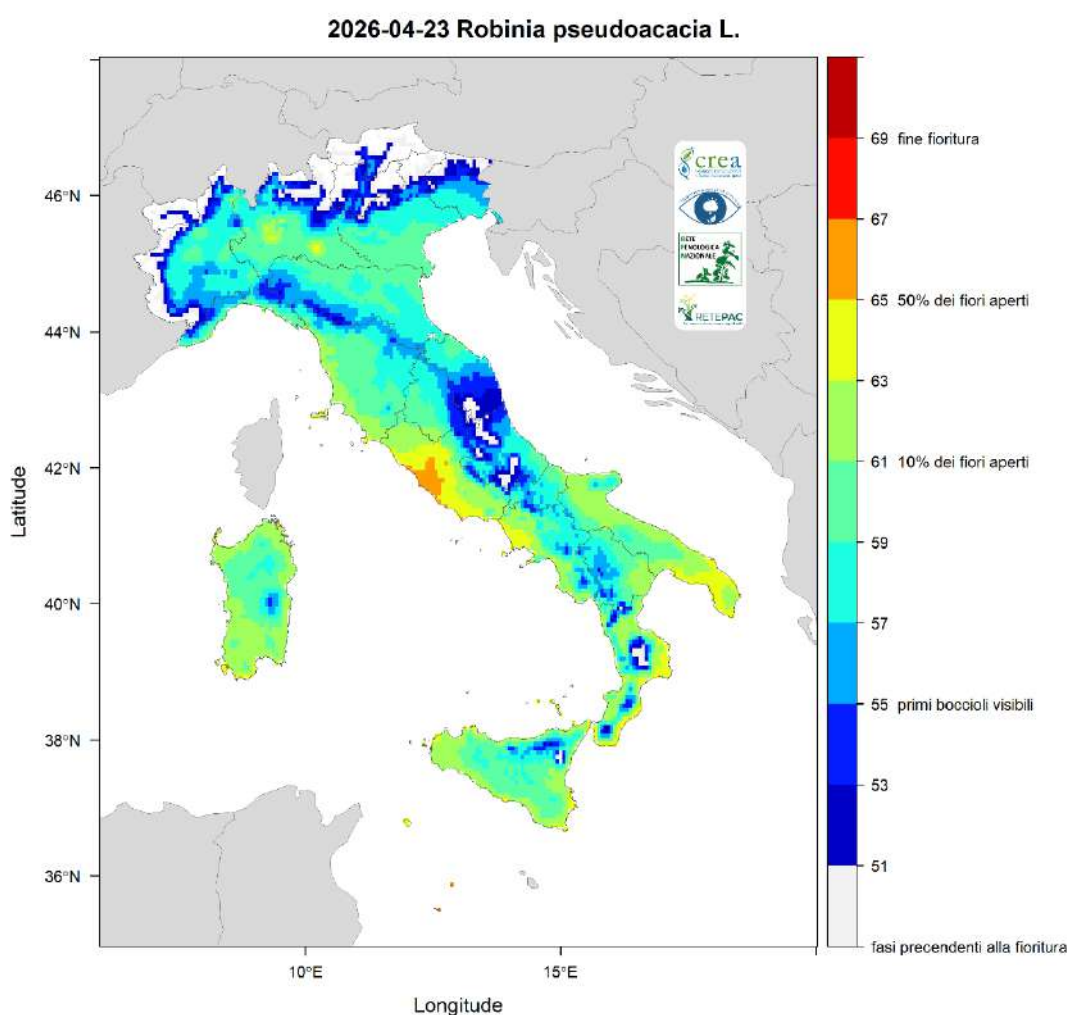 2026-04-23 Robinia pseudoacacia L.
46°N
44°N
42°N
40°N
38°N
36°N
Latitude
10°E
15°E
Longitude
crea
RETE
FENOLOGICA
NAZIONALE
RETEPAC
69 fine fioritura
67
65 50% dei fiori aperti
63
61 10% dei fiori aperti
59
57
55 primi boccioli visibili
53
51
fasi precendenti alla fioritura